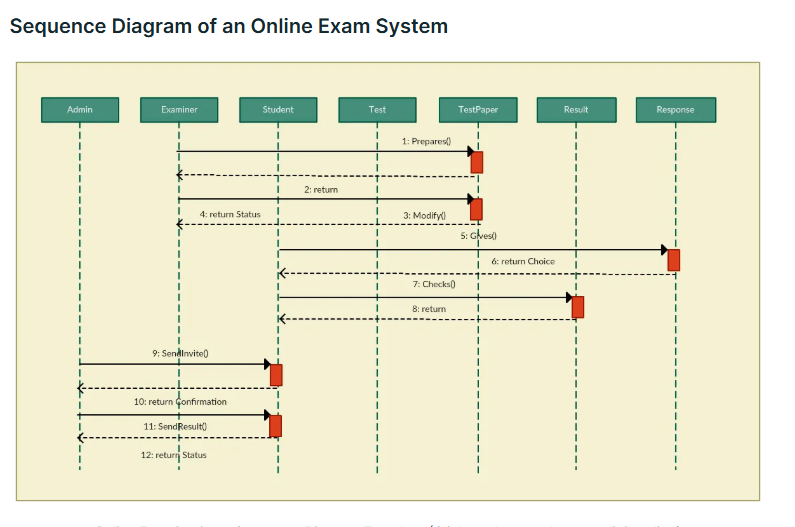 Sequence Diagram of an Online Exam System
Admin Examiner Student Test TestPaper Result Response
1: Prepares()
2: return
4: return Status 3: Modify()
5: Gives()
6: return Choice
7: Checks()
8: return
9: SendInvite()
10: return Confirmation
11: SendResult()
12: return Status